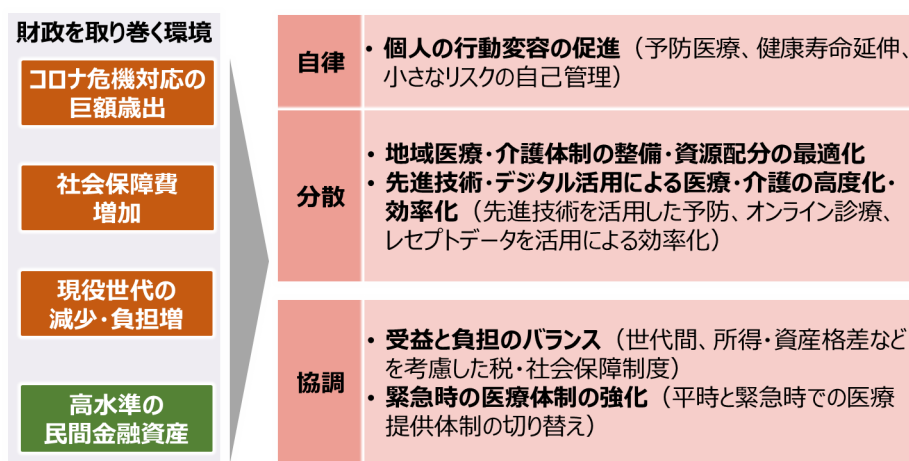 財政を取り巻く環境
コロナ危機対応の
巨額歳出
社会保障費
増加
現役世代の
減少・負担増
高水準の
民間金融資産
自律
• 個人の行動変容の促進（予防医療、健康寿命延伸、
小さなリスクの自己管理）
分散
• 地域医療・介護体制の整備・資源配分の最適化
• 先進技術・デジタル活用による医療・介護の高度化・
効率化（先進技術を活用した予防、オンライン診療、
レセプトデータを活用による効率化）
協調
• 受益と負担のバランス（世代間、所得・資産格差など
を考慮した税・社会保障制度）
• 緊急時の医療体制の強化（平時と緊急時での医療
提供体制の切り替え）